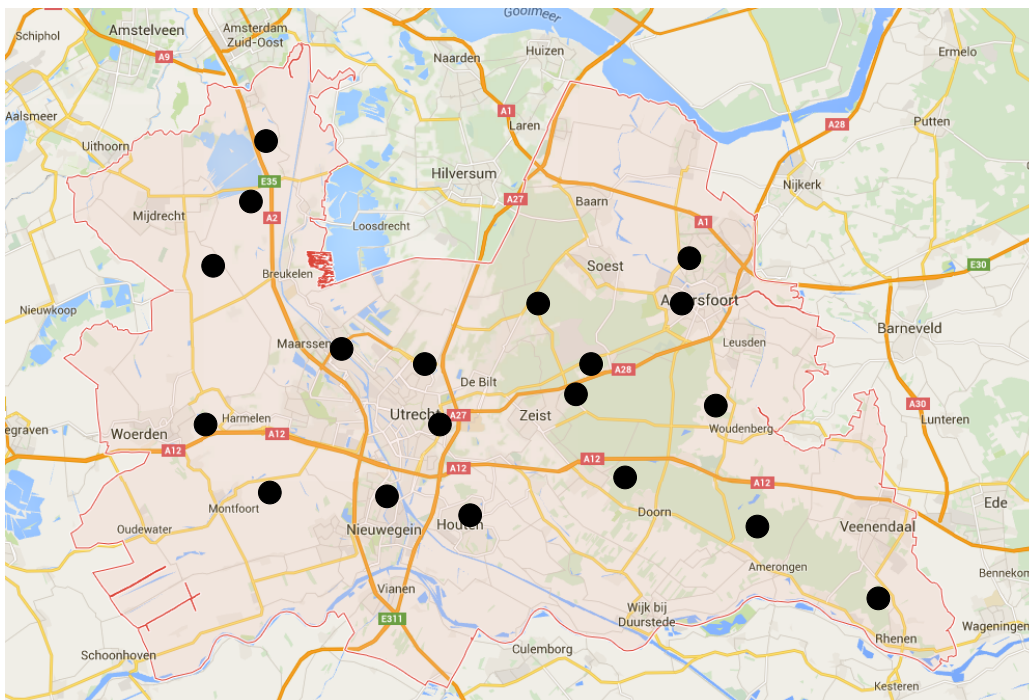 Gooimeer
Schiphol
Amstelveen
Amsterdam
Zuid-Oost
A9
Naarden
Huizen
Ermelo
A1
Aalsmeer
Laren
A28
Putten
Uithoorn
Hilversum
E35
Nijkerk
A27
Mijdrecht
A2
Loosdrecht
Baarn
A1
Breukelen
Soest
E30
Nieuwkoop
Barneveld
Maarssen
Leusden
De Bilt
A28
A30
Utrecht
A27
Zeist
Harmelen
Lunteren
egraven
Woerden
A12
Woudenberg
A12
A12
A12
A12
Montfoort
Doorn
Ede
Oudewater
Nieuwegein
Houten
Veenendaal
Amerongen
Bennekom
Vianen
Wijk bij
Duurstede
E311
Wageningen
Rhenen
Schoonhoven
Culemborg
Kesteren